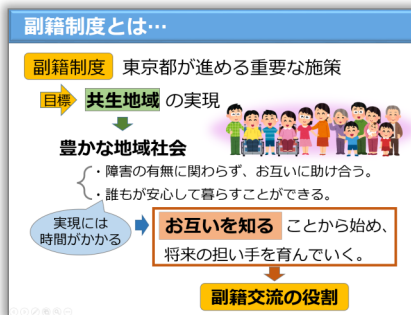 副籍制度とは…
副籍制度 東京都が進める重要な施策
目標 共生地域 の実現
豊かな地域社会
・障害の有無に関わらず、お互いに助け合う。
・誰もが安心して暮らすことができる。
実現には
時間がかかる
お互いを知る ことから始め、
将来の担い手を育んでいく。
副籍交流の役割